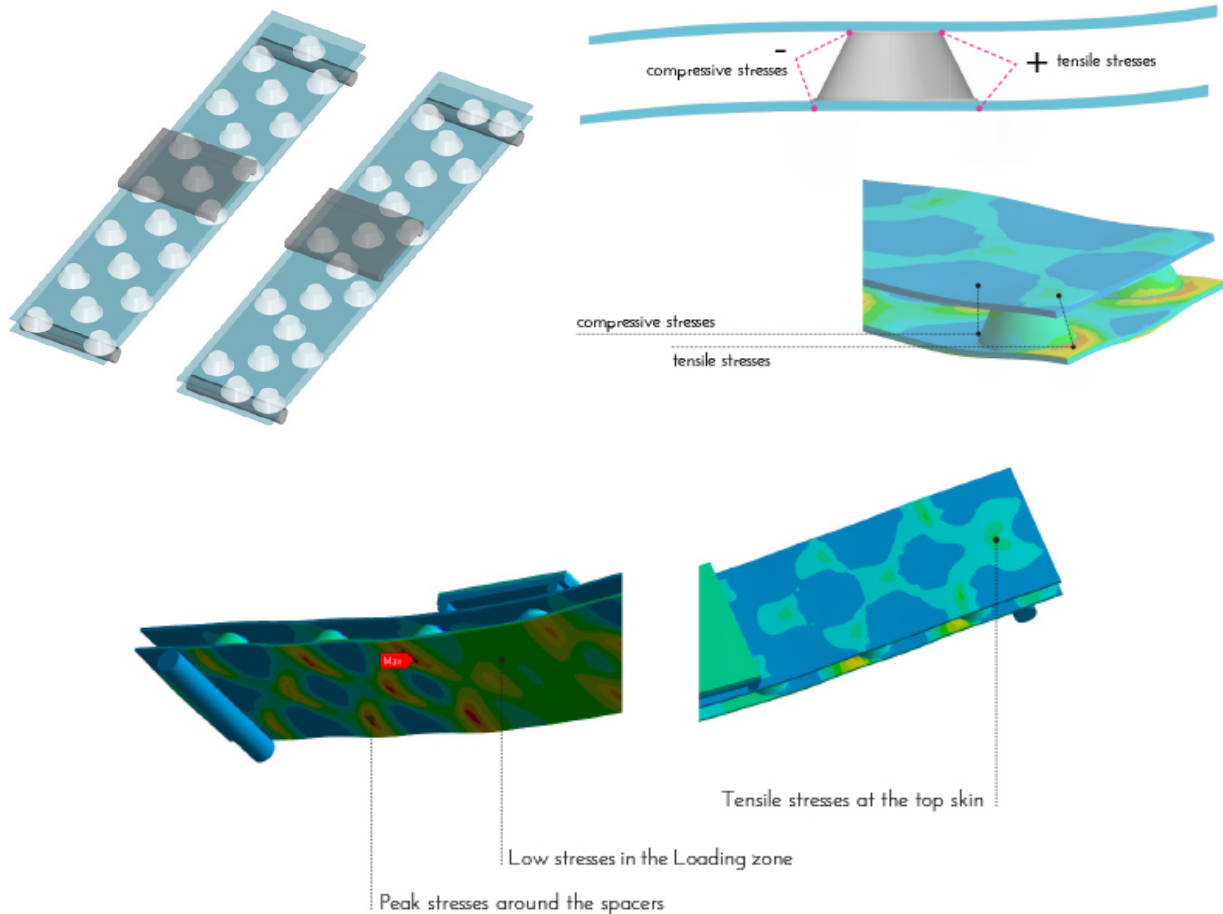 -
compressive stresses
+ tensile stresses
compressive stresses
tensile stresses
Max
Tensile stresses at the top skin
Low stresses in the Loading zone
Peak stresses around the spacers